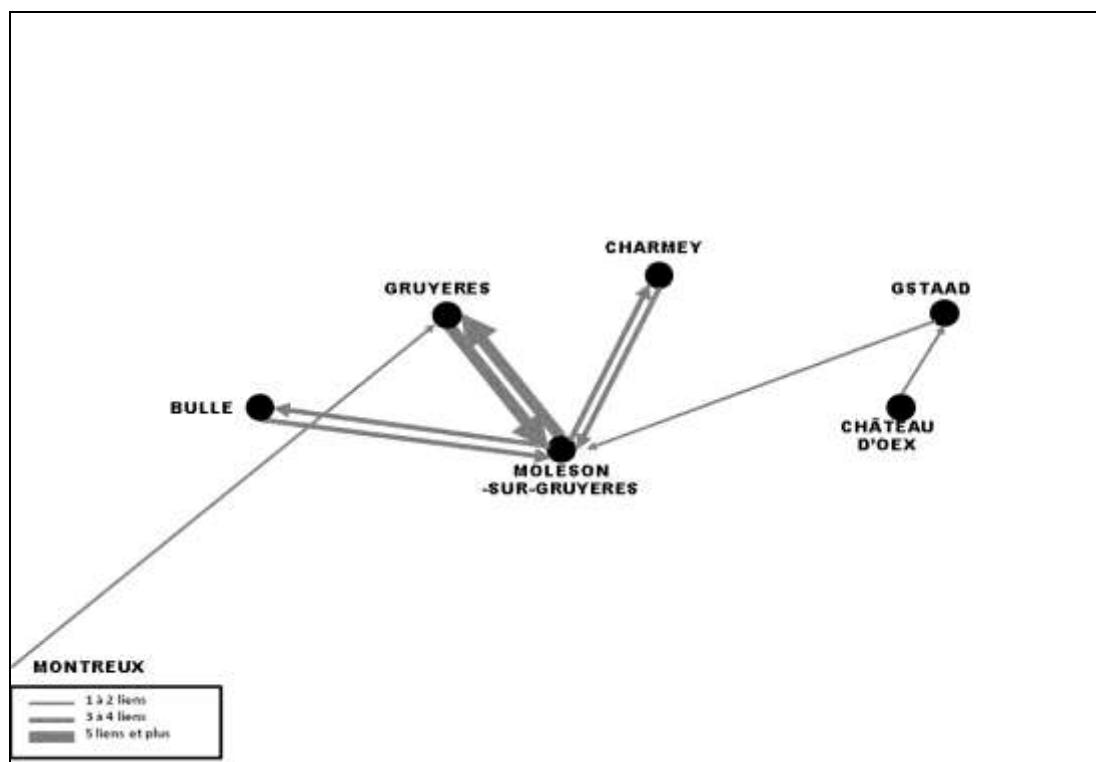 CHARMEY
GRUYERES
GSTAAD
BULLE
CHÂTEAU
D'OEX
MOLESON
-SUR-GRUYERES
MONTREUX
1 à 2 liens
3 à 4 liens
5 liens et plus